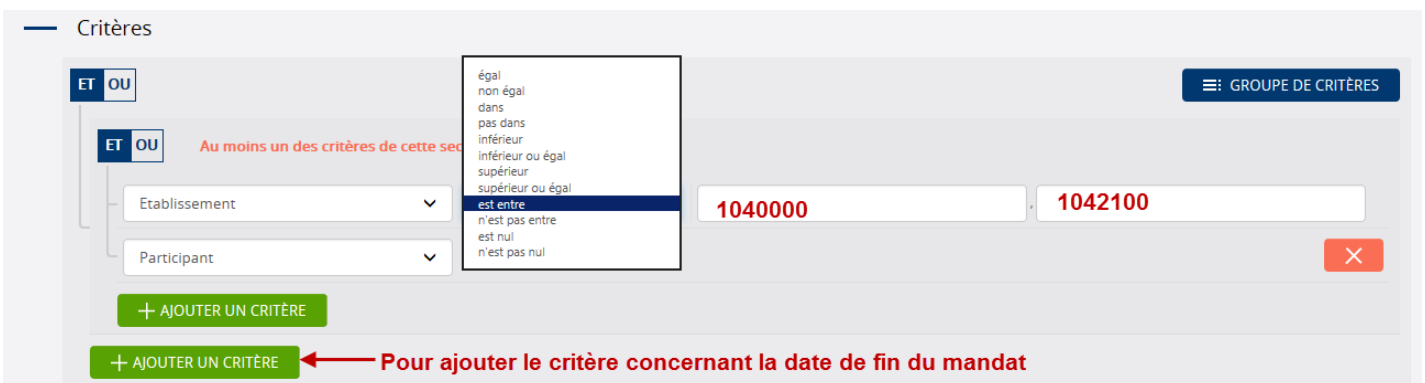 Critères
ET OU
GROUPE DE CRITÈRES
égal
non égal
dans
pas dans
inférieur
inférieur ou égal
supérieur
supérieur ou égal
est entre
n'est pas entre
est nul
n'est pas nul
ET OU Au moins un des critères de cette sec
Etablissement 1040000 , 1042100
Participant
+ AJOUTER UN CRITÈRE
+ AJOUTER UN CRITÈRE Pour ajouter le critère concernant la date de fin du mandat